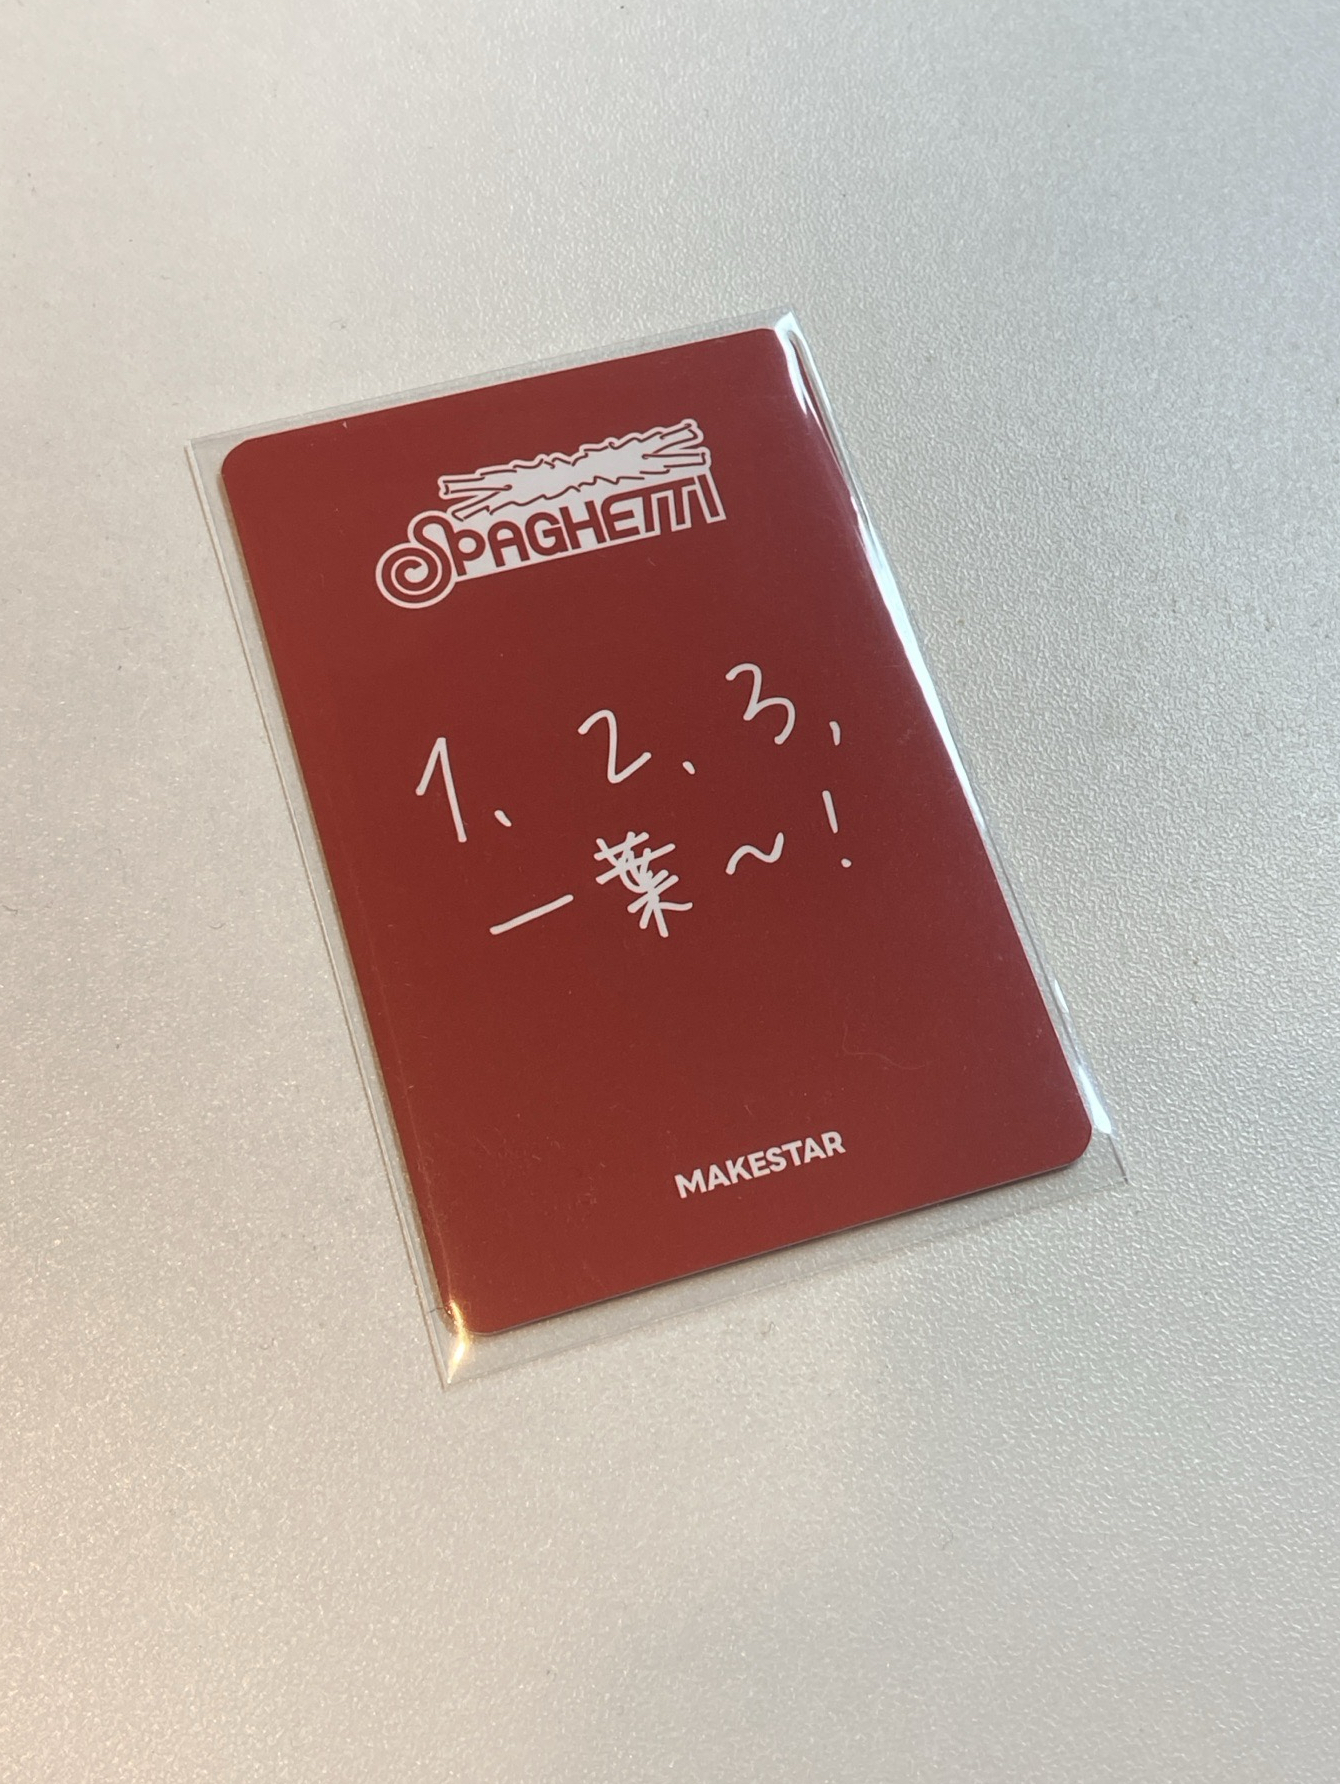 SPAGHETTI
1、2、3，
一葉～！
MAKESTAR